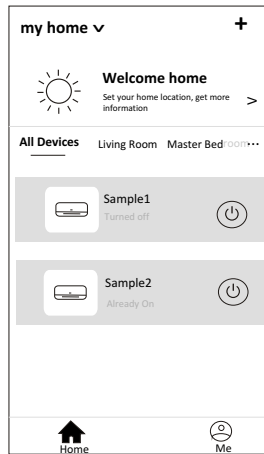 my home ∨ +
Welcome home
Set your home location, get more
information
>
All Devices Living Room Master Bedroom···
Sample1
Turned off
Sample2
Already On
Home Me